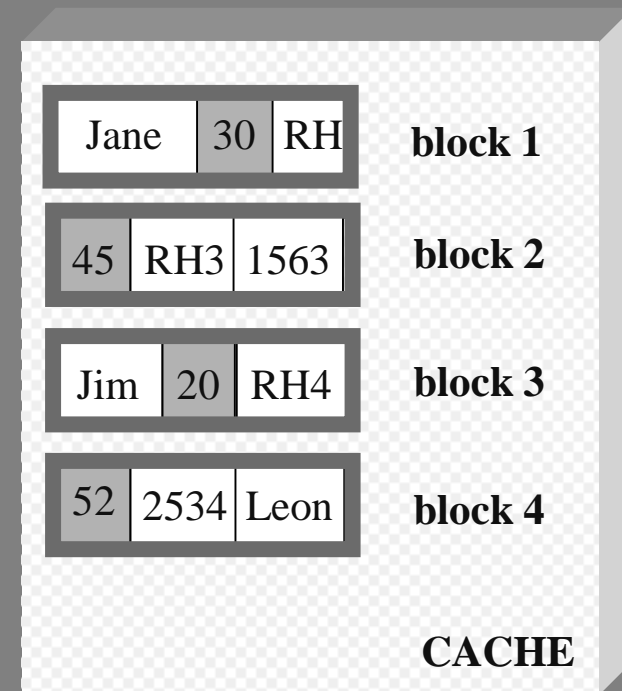 Jane 30 RH block 1
45 RH3 1563 block 2
Jim 20 RH4 block 3
52 2534 Leon block 4
CACHE